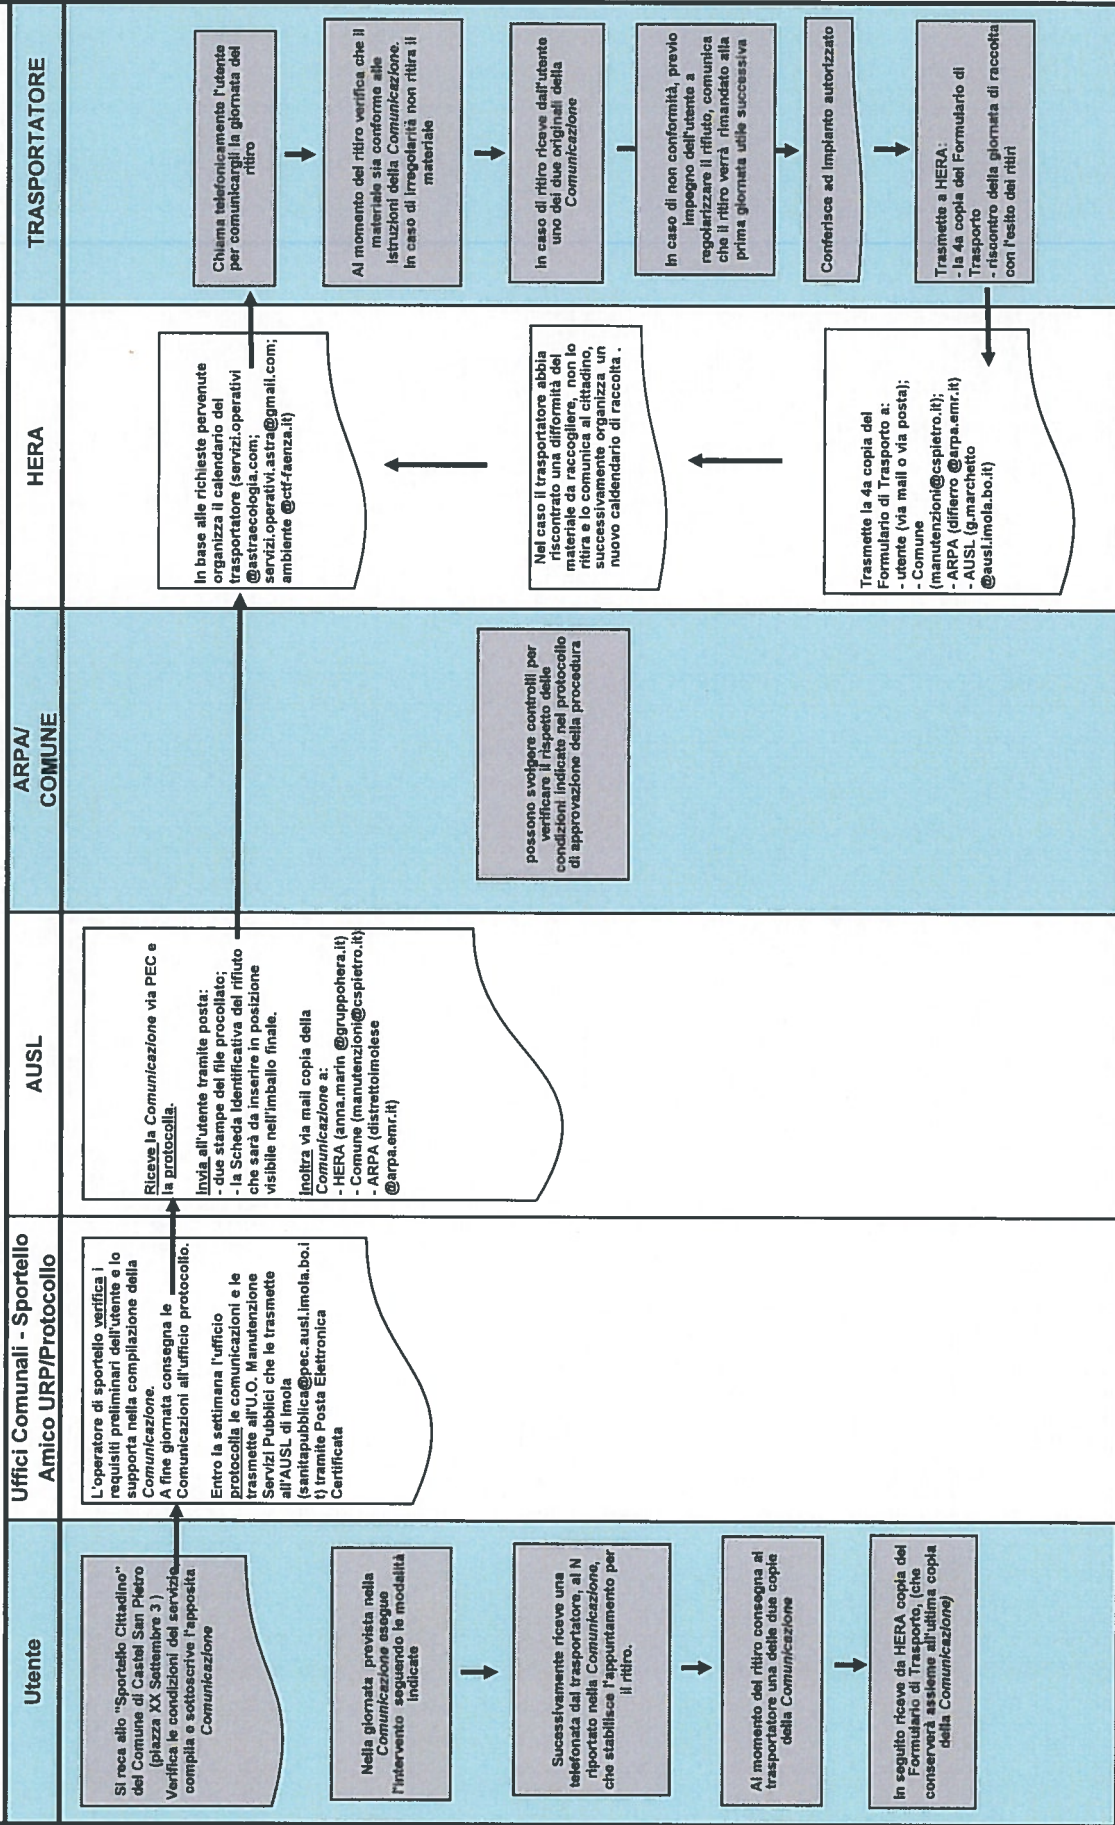 Utente
Uffici Comunali - Sportello
Amico URP/Protocollo
AUSL
ARPA/
COMUNE
HERA
TRASPORTATORE
Si reca allo "Sportello Cittadino"
del Comune di Castel San Pietro
(piazza XX Settembre 3 )
Verifica le condizioni del servizio,
compila e sottoscrive l'apposita
Comunicazione
Nella giornata prevista nella
Comunicazione esegue
l'intervento seguendo le modalità
indicate
Sucessivamente riceve una
telefonata dal trasportatore, al N
riportato nella Comunicazione,
che stabilisce l'appuntamento per
il ritiro.
Al momento del ritiro consegna al
trasportatore una delle due copie
della Comunicazione
In seguito riceve da HERA copia del
Formulario di Trasporto, (che
conserverà assieme all'ultima copia
della Comunicazione)
L'operatore di sportello verifica i
requisiti preliminari dell'utente e lo
supporta nella compilazione della
Comunicazione.
A fine giornata consegna le
Comunicazioni all'ufficio protocollo.
Entro la settimana l'ufficio
protocolla le comunicazioni e le
trasmette all'U.O. Manutenzione
Servizi Pubblici che le trasmette
all'AUSL di Imola
(sanitapubblica@pec.ausl.imola.bo.i
t) tramite Posta Elettronica
Certificata
Riceve la Comunicazione via PEC e
la protocolla.
Invia all'utente tramite posta:
- due stampe del file procollato;
- la Scheda Identificativa del rifiuto
che sarà da inserire in posizione
visibile nell'imballo finale.
Inoltra via mail copia della
Comunicazione a:
- HERA (anna.marin @gruppohera.it)
- Comune (manutenzioni@cspietro.it)
- ARPA (distrettoimolese
@arpa.emr.it)
possono svolgere controlli per
verificare il rispetto delle
condizioni indicate nel protocollo
di approvazione della procedura
In base alle richieste pervenute
organizza il calendario del
trasportatore (servizi.operativi
@astraecologia.com;
servizi.operativi.astra@gmail.com;
ambiente @ctf-faenza.it)
Nel caso il trasportatore abbia
riscontrato una difformità del
materiale da raccogliere, non lo
ritira e lo comunica al cittadino,
successivamente organizza un
nuovo caldendario di raccolta .
Trasmette la 4a copia del
Formulario di Trasporto a:
- utente (via mail o via posta);
- Comune
(manutenzioni@cspietro.it);
- ARPA (difierro @arpa.emr.it)
- AUSL (g.marchetto
@ausl.imola.bo.it)
Chiama telefonicamente l'utente
per comunicargli la giornata del
ritiro
Al momento del ritiro verifica che il
materiale sia conforme alle
Istruzioni della Comunicazione.
In caso di irregolarità non ritira il
materiale
In caso di ritiro riceve dall'utente
uno dei due originali della
Comunicazione
In caso di non conformità, previo
impegno dell'utente a
regolarizzare il rifiuto, comunica
che il ritiro verrà rimandato alla
prima giornata utile successiva
Conferisce ad Impianto autorizzato
Trasmette a HERA:
- la 4a copia del Formulario di
Trasporto
- riscontro della giornata di raccolta
con l'esito dei ritiri